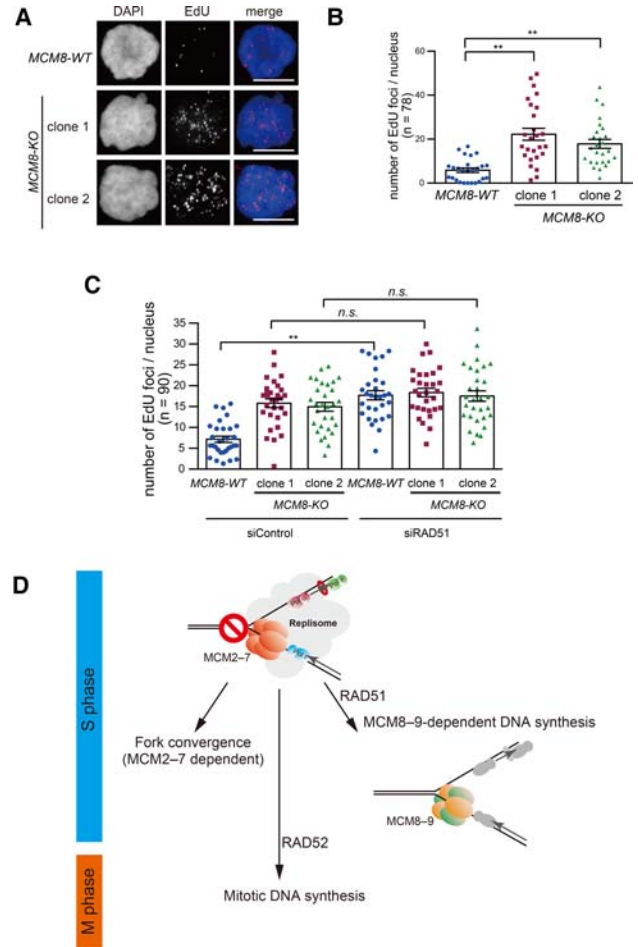 A
DAPI EdU merge
MCM8-WT
clone 1
MCM8-KO
clone 2
B
number of EdU foci / nucleus
(n = 78)
60
40
20
0
**
**
MCM8-WT clone 1 clone 2
MCM8-KO
C
number of EdU foci / nucleus
(n = 90)
35
30
25
20
15
10
5
0
n.s.
n.s.
**
MCM8-WT clone 1 clone 2 MCM8-WT clone 1 clone 2
MCM8-KO MCM8-KO
siControl siRAD51
D
S phase
M phase
Replisome
MCM2–7
RAD51
Fork convergence
(MCM2–7 dependent)
MCM8–9-dependent DNA synthesis
MCM8–9
RAD52
Mitotic DNA synthesis